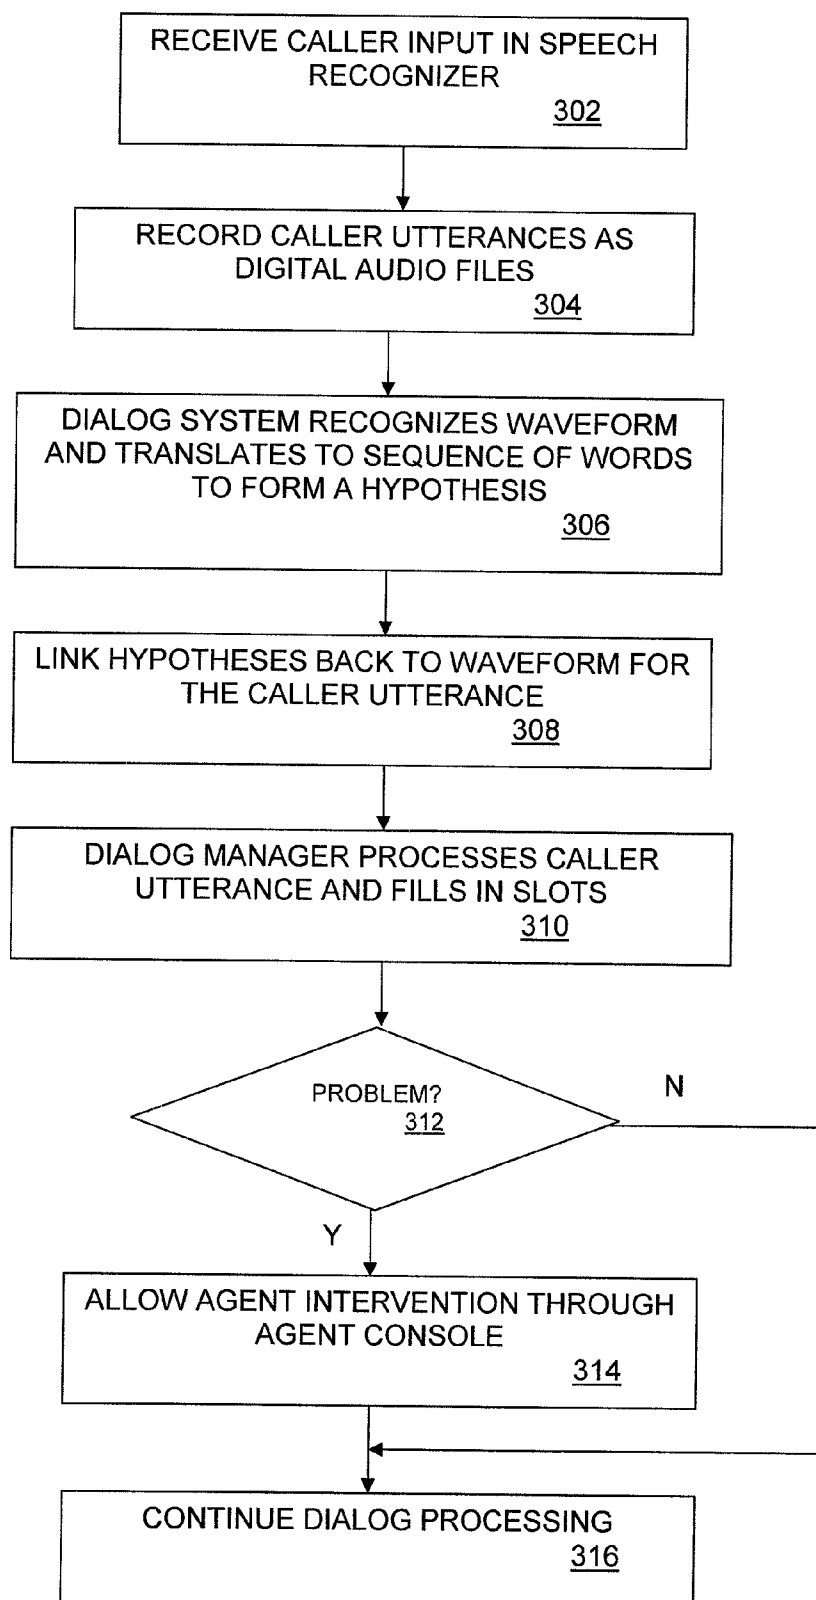 RECEIVE CALLER INPUT IN SPEECH
RECOGNIZER
302
RECORD CALLER UTTERANCES AS
DIGITAL AUDIO FILES
304
DIALOG SYSTEM RECOGNIZES WAVEFORM
AND TRANSLATES TO SEQUENCE OF WORDS
TO FORM A HYPOTHESIS
306
LINK HYPOTHESES BACK TO WAVEFORM FOR
THE CALLER UTTERANCE
308
DIALOG MANAGER PROCESSES CALLER
UTTERANCE AND FILLS IN SLOTS
310
PROBLEM?
312
N
Y
ALLOW AGENT INTERVENTION THROUGH
AGENT CONSOLE
314
CONTINUE DIALOG PROCESSING
316